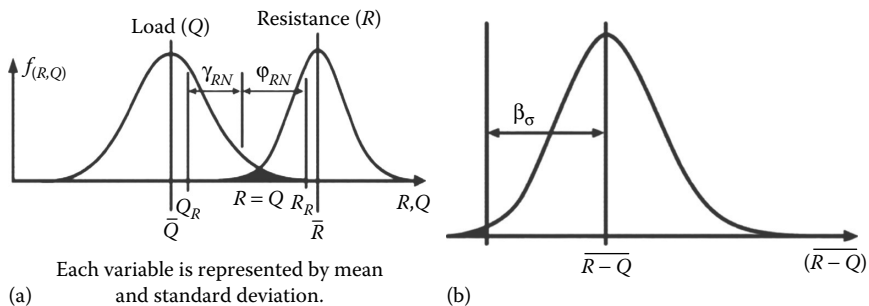 Load (Q)
Resistance (R)
f(R,Q)
γRN
φRN
QR
R = Q
RR
R,Q
Q̅
R̅
(a)
Each variable is represented by mean
and standard deviation.
βσ
R – Q
(R – Q)
(b)